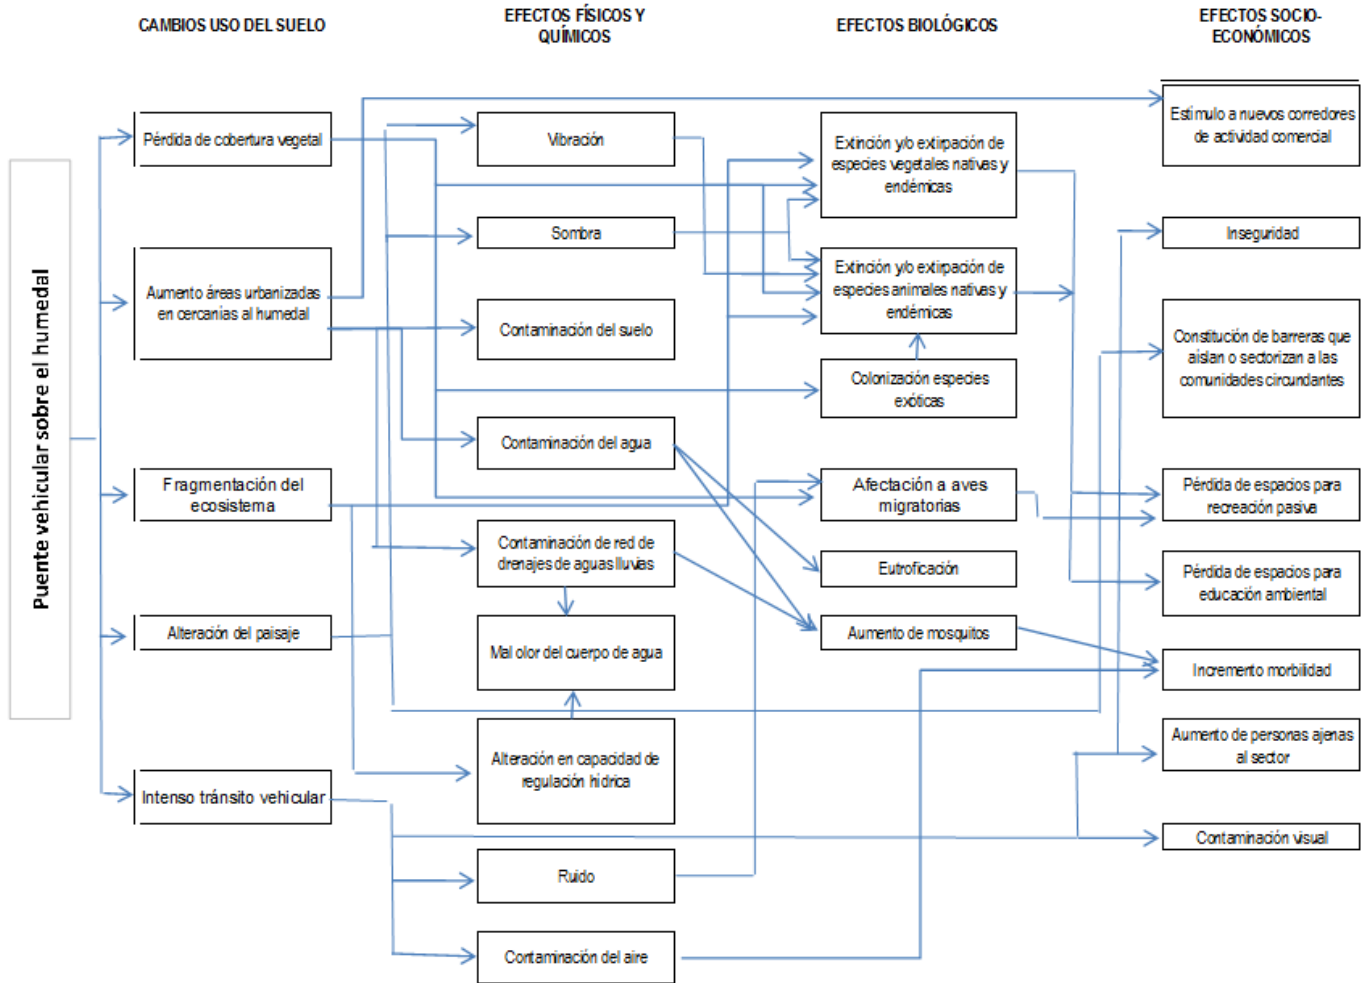 CAMBIOS USO DEL SUELO
EFECTOS FÍSICOS Y
QUÍMICOS
EFECTOS BIOLÓGICOS
EFECTOS SOCIO-
ECONÓMICOS
Puente vehicular sobre el humedal
Pérdida de cobertura vegetal
Aumento áreas urbanizadas
en cercanías al humedal
Fragmentación del
ecosistema
Alteración del paisaje
Intenso tránsito vehicular
Vibración
Sombra
Contaminación del suelo
Contaminación del agua
Contaminación de red de
drenajes de aguas lluvias
Mal olor del cuerpo de agua
Alteración en capacidad de
regulación hídrica
Ruido
Contaminación del aire
Extinción y/o extirpación de
especies vegetales nativas y
endémicas
Extinción y/o extirpación de
especies animales nativas y
endémicas
Colonización especies
exóticas
Afectación a aves
migratorias
Eutroficación
Aumento de mosquitos
Estímulo a nuevos corredores
de actividad comercial
Inseguridad
Constitución de barreras que
aíslan o sectorizan a las
comunidades circundantes
Pérdida de espacios para
recreación pasiva
Pérdida de espacios para
educación ambiental
Incremento morbilidad
Aumento de personas ajenas
al sector
Contaminación visual